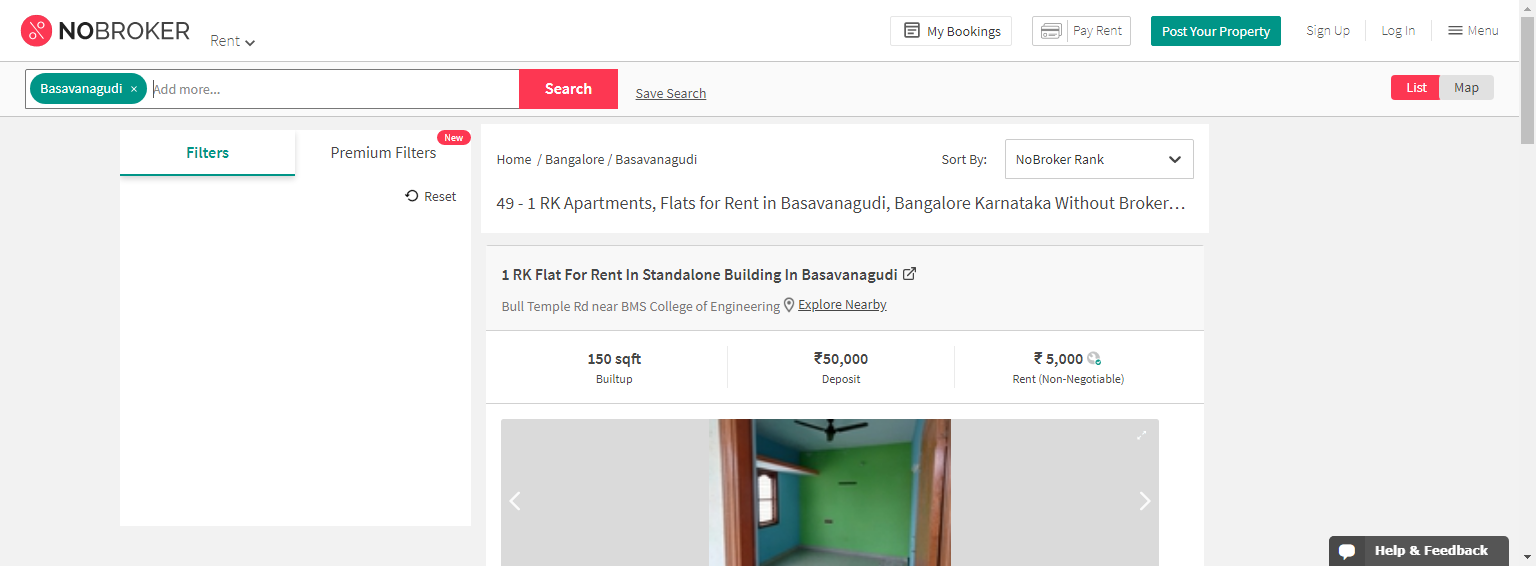 NOBROKER
Rent
My Bookings
Pay Rent
Post Your Property
Sign Up
Log In
Menu
Basavanagudi ×
Add more...
Search
Save Search
List
Map
Filters
Premium Filters
New
Reset
Home / Bangalore / Basavanagudi
Sort By:
NoBroker Rank
49 - 1 RK Apartments, Flats for Rent in Basavanagudi, Bangalore Karnataka Without Broker…
1 RK Flat For Rent In Standalone Building In Basavanagudi
Bull Temple Rd near BMS College of Engineering
Explore Nearby
150 sqft
Builtup
₹50,000
Deposit
₹ 5,000
Rent (Non-Negotiable)
Help & Feedback